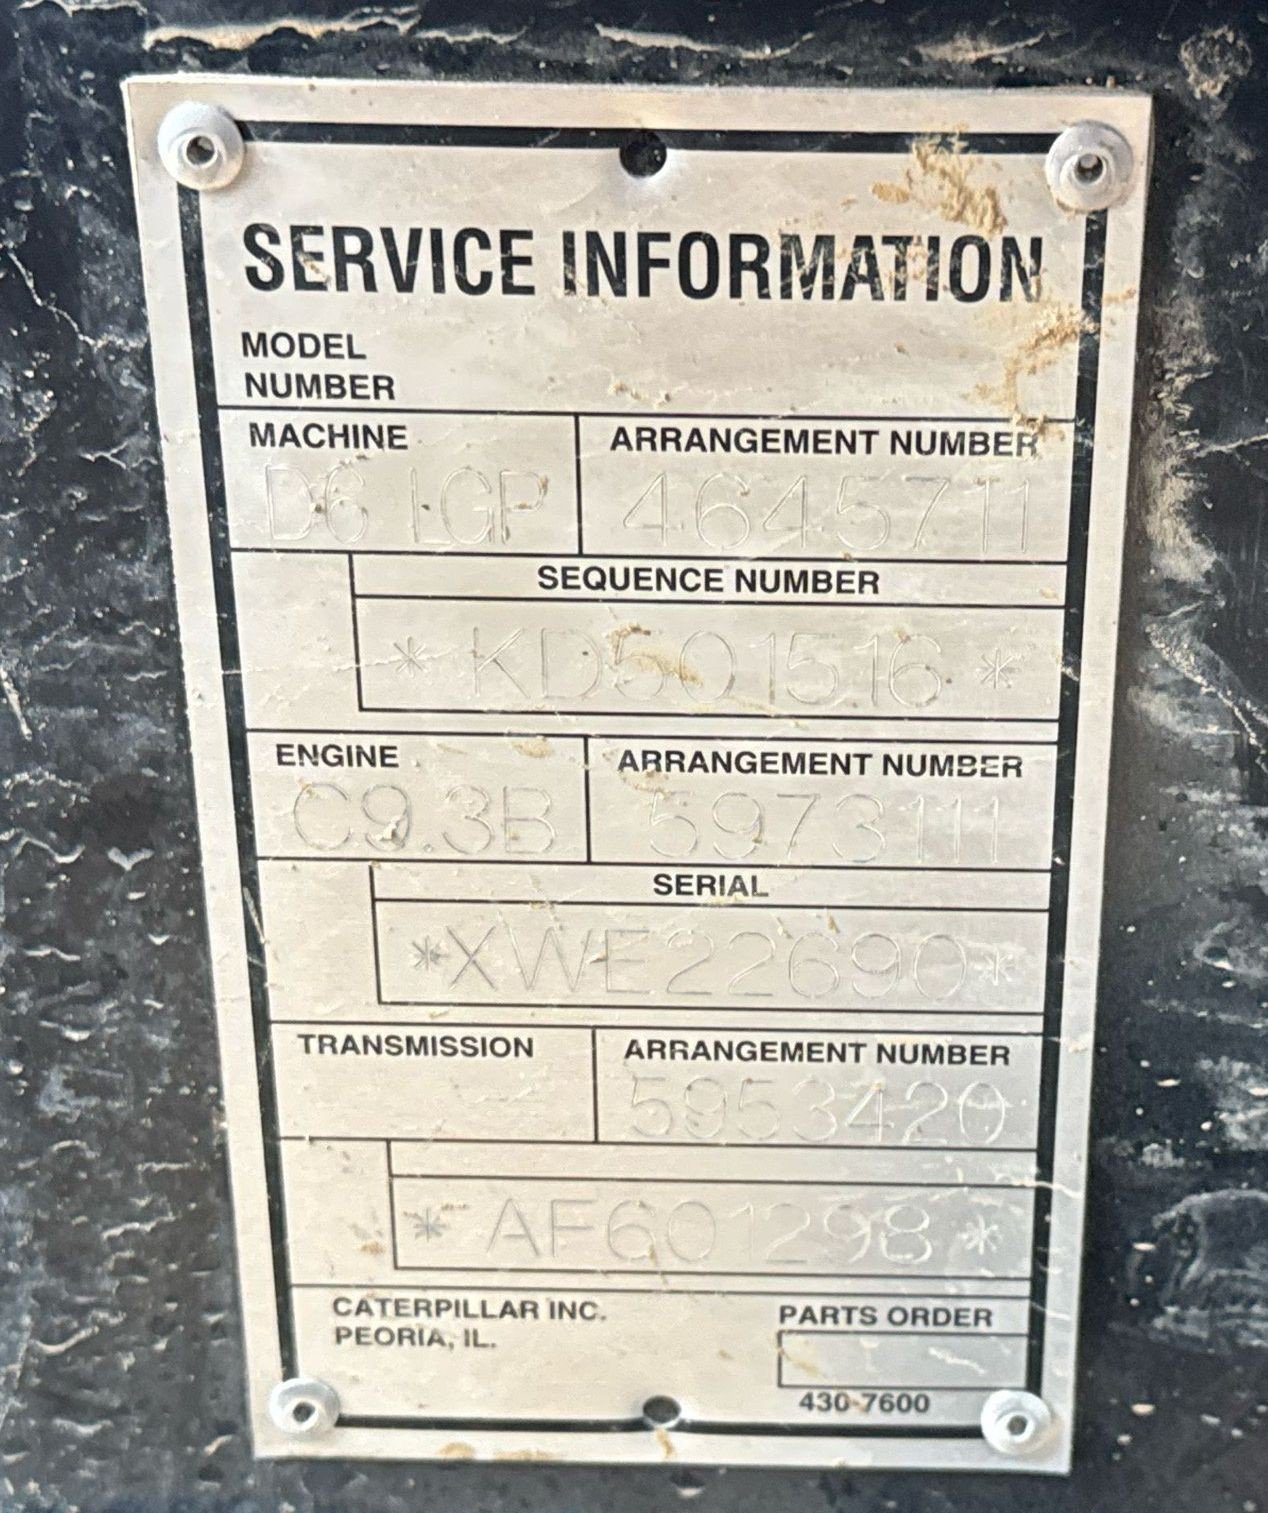 SERVICE INFORMATION
MODEL
NUMBER
MACHINE ARRANGEMENT NUMBER
D6 LGP 4645711
SEQUENCE NUMBER
* KD501516 *
ENGINE ARRANGEMENT NUMBER
C9.3B 5973111
SERIAL
*XWE22690*
TRANSMISSION ARRANGEMENT NUMBER
5953420
* AF601298 *
CATERPILLAR INC. PARTS ORDER
PEORIA, IL.
430-7600